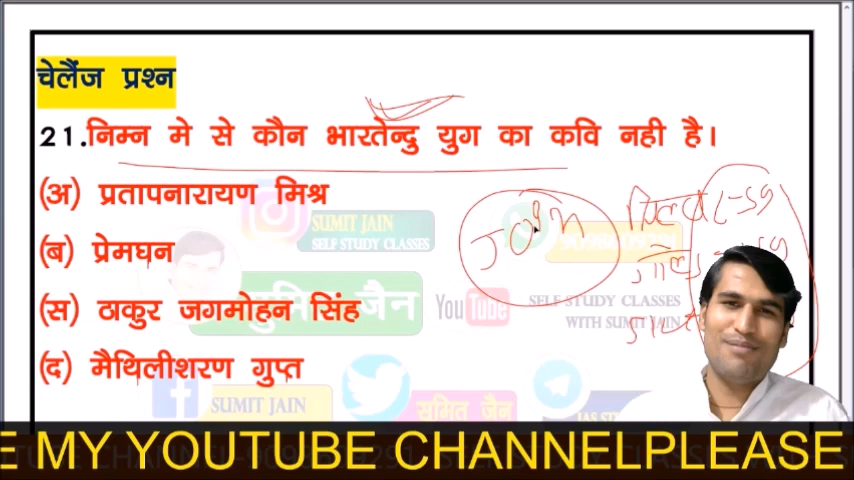 चेलैंज प्रश्न
21.निम्न मे से कौन भारतेन्दु युग का कवि नही है।
(अ) प्रतापनारायण मिश्र
(ब) प्रेमघन
(स) ठाकुर जगमोहन सिंह
(द) मैथिलीशरण गुप्त
Join
SUMIT JAIN
SELF STUDY CLASSES
सुमित जैन
YouTube
SELF STUDY CLASSES
WITH SUMIT JAIN
SUMIT JAIN
सुमित जैन
E MY YOUTUBE CHANNELPLEASE